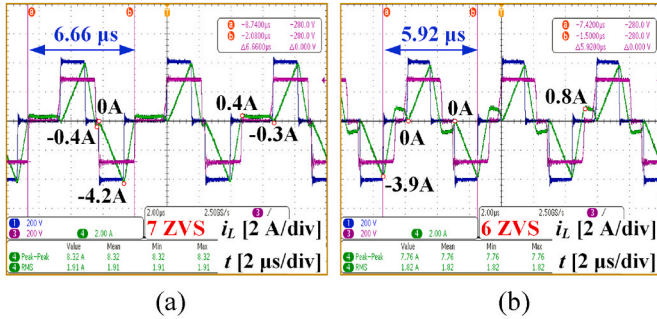 a
b
T
-8.7400µs
-280.0 V
-2.0800µs
-280.0 V
Δ6.6600µs
Δ0.000 V
6.66 µs
0A
0.4A
-0.4A
-0.3A
-4.2A
1 200 V
3 200 V
4 2.00 A
2.00µs
2.50GS/s
3
7 ZVS
iL [2 A/div]
t [2 µs/div]
Value Mean Min Max
4 Peak-Peak 8.32 A 8.32 8.32 8.32
4 RMS 1.91 A 1.91 1.91 1.91
(a)
a
b
T
-7.4200µs
-280.0 V
-1.5000µs
-280.0 V
Δ5.9200µs
Δ0.000 V
5.92 µs
0A
0A
0.8A
-3.9A
1 200 V
3 200 V
4 2.00 A
2.00µs
2.50GS/s
3
6 ZVS
iL [2 A/div]
t [2 µs/div]
Value Mean Min Max
4 Peak-Peak 7.76 A 7.76 7.76 7.76
4 RMS 1.82 A 1.82 1.82 1.82
(b)